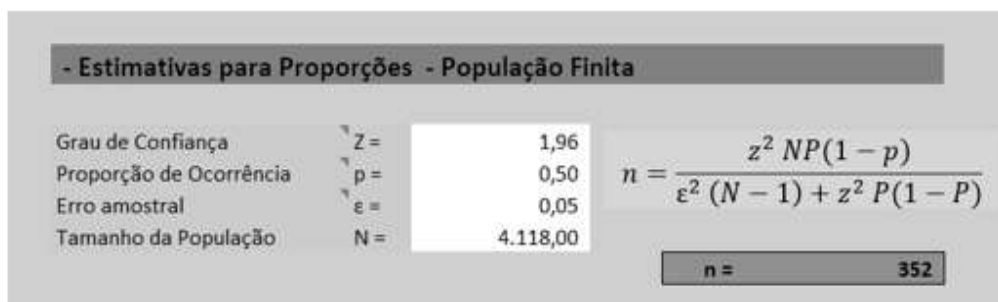 - Estimativas para Proporções - População Finita
Grau de Confiança Z = 1,96
Proporção de Ocorrência p = 0,50
Erro amostral ε = 0,05
Tamanho da População N = 4.118,00
n = z² NP(1 − p) / ε² (N − 1) + z² P(1 − P)
n = 352